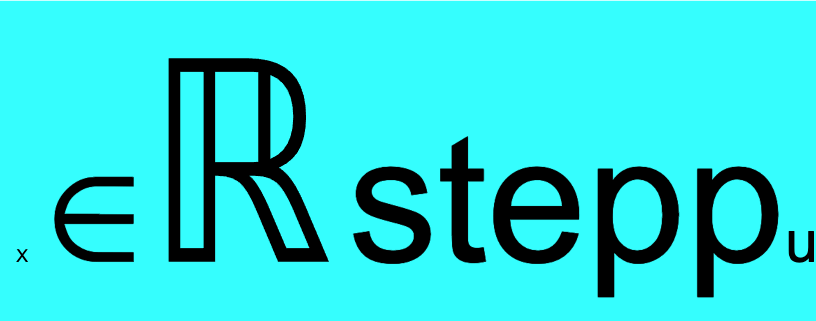 x ∈ ℝ stepp u